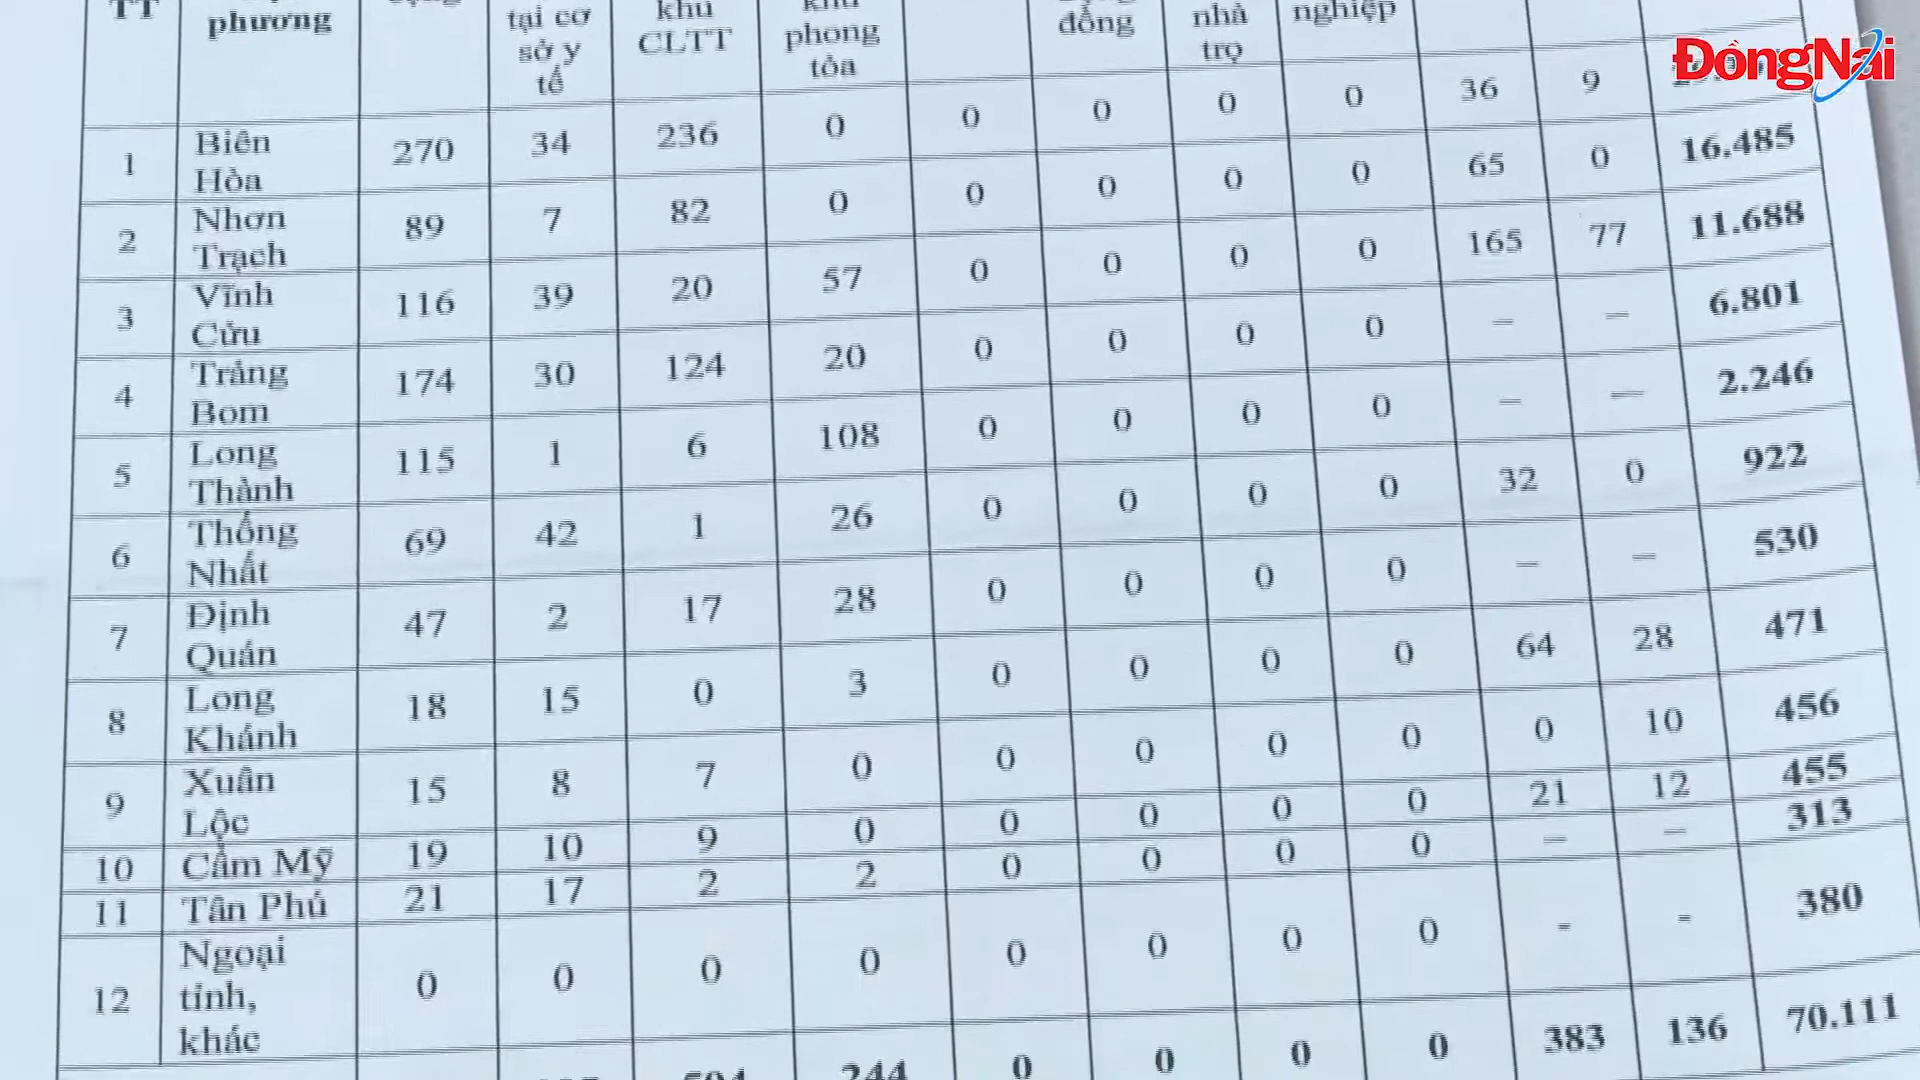 ĐồngNai
TT
phương
tại cơ
sở y
tế
khu
CLTT
khu
phong
tỏa
đồng
nhà
trọ
nghiệp
1 Biên Hòa 270 34 236 0 0 0 0 0 36 9
2 Nhơn Trạch 89 7 82 0 0 0 0 0 65 0 16.485
3 Vĩnh Cửu 116 39 20 57 0 0 0 0 165 77 11.688
4 Trảng Bom 174 30 124 20 0 0 0 0 – – 6.801
5 Long Thành 115 1 6 108 0 0 0 0 – – 2.246
6 Thống Nhất 69 42 1 26 0 0 0 0 32 0 922
7 Định Quán 47 2 17 28 0 0 0 0 – – 530
8 Long Khánh 18 15 0 3 0 0 0 0 64 28 471
9 Xuân Lộc 15 8 7 0 0 0 0 0 0 10 456
10 Cẩm Mỹ 19 10 9 0 0 0 0 0 21 12 455
11 Tân Phú 21 17 2 2 0 0 0 0 – – 313
12 Ngoại tỉnh, khác 0 0 0 0 0 0 0 0 - - 380
244 0 0 0 0 383 136 70.111